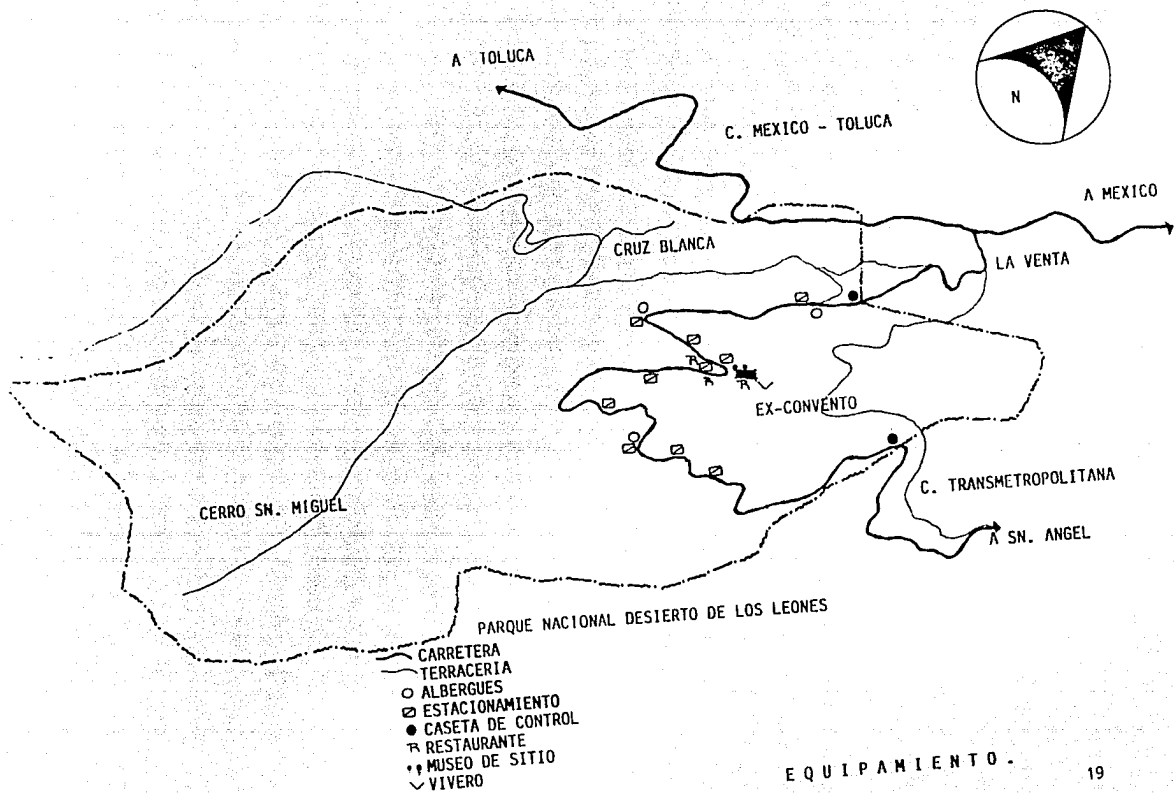 A TOLUCA
N
C. MEXICO - TOLUCA
A MEXICO
CRUZ BLANCA
LA VENTA
R
R
R
EX-CONVENTO
CERRO SN. MIGUEL
C. TRANSMETROPOLITANA
A SN. ANGEL
PARQUE NACIONAL DESIERTO DE LOS LEONES
CARRETERA
TERRACERIA
ALBERGUES
ESTACIONAMIENTO
CASETA DE CONTROL
R RESTAURANTE
MUSEO DE SITIO
VIVERO
EQUIPAMIENTO.
19